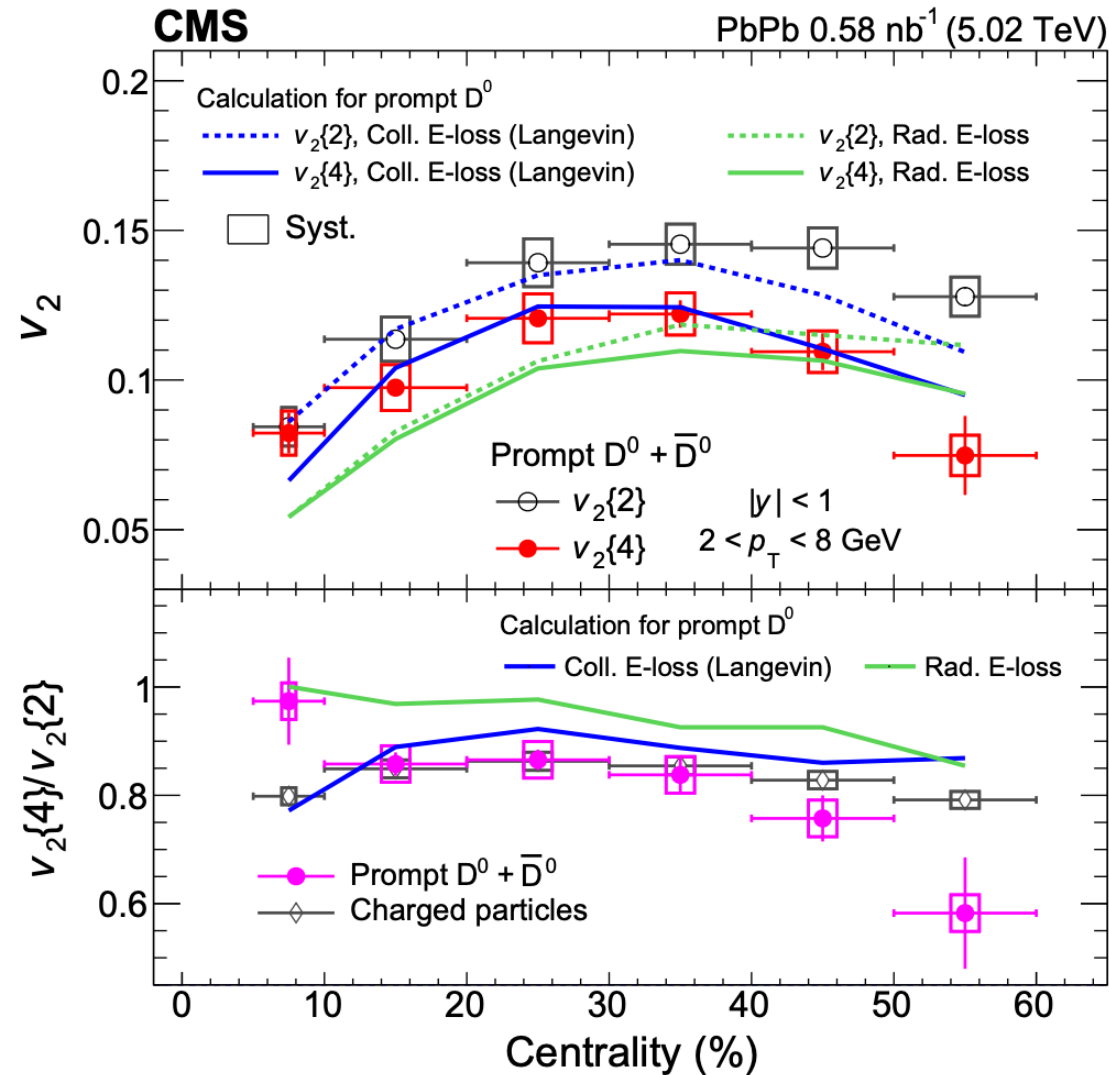 CMS PbPb 0.58 nb⁻¹ (5.02 TeV)
0.2
Calculation for prompt D⁰
v₂{2}, Coll. E-loss (Langevin) v₂{2}, Rad. E-loss
v₂{4}, Coll. E-loss (Langevin) v₂{4}, Rad. E-loss
Syst.
0.15
v₂
0.1
0.05
Prompt D⁰ + D̅⁰
v₂{2} |y| < 1
v₂{4} 2 < p_T < 8 GeV
Calculation for prompt D⁰
Coll. E-loss (Langevin) Rad. E-loss
1
v₂{4}/v₂{2}
0.8
0.6
Prompt D⁰ + D̅⁰
Charged particles
0 10 20 30 40 50 60
Centrality (%)